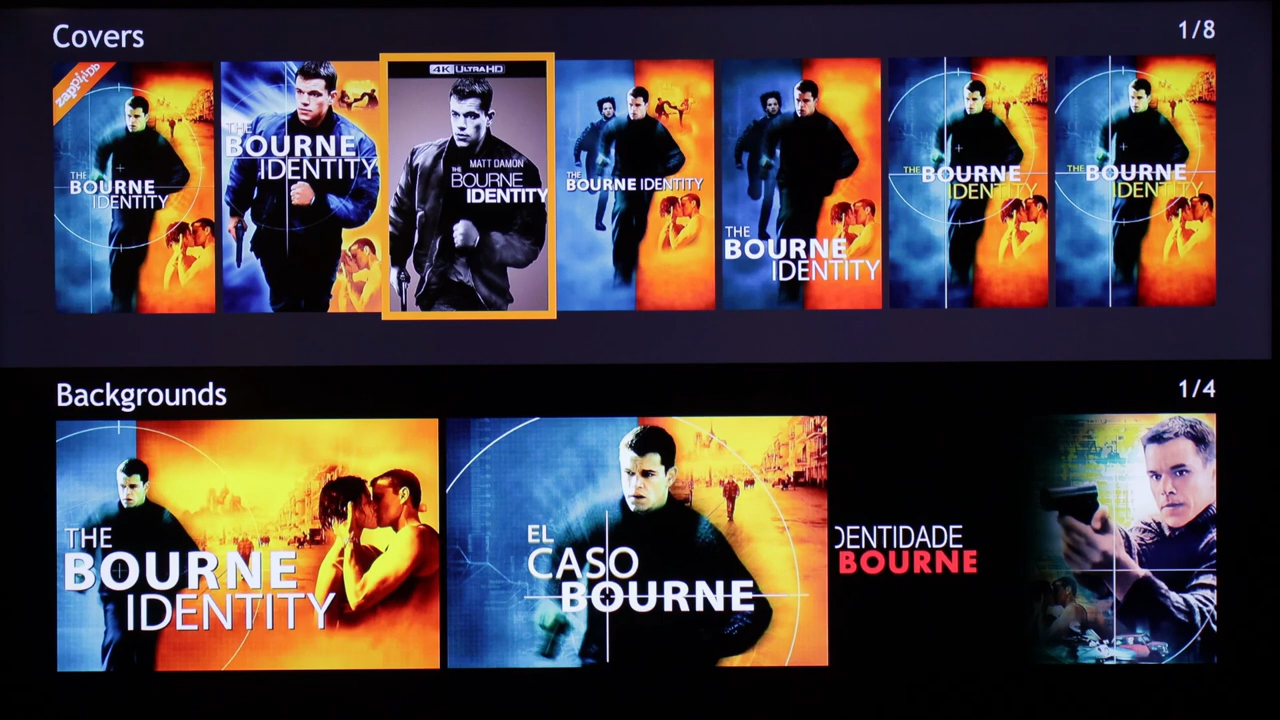 Covers
1/8
zappiti
THE
BOURNE
IDENTITY
THE
BOURNE
IDENTITY
4K ULTRA HD
MATT DAMON
THE
BOURNE
IDENTITY
THE
BOURNE IDENTITY
THE
BOURNE
IDENTITY
THE BOURNE
IDENTITY
THE BOURNE
IDENTITY
Backgrounds
1/4
THE
BOURNE
IDENTITY
EL
CASO
BOURNE
DENTIDADE
BOURNE